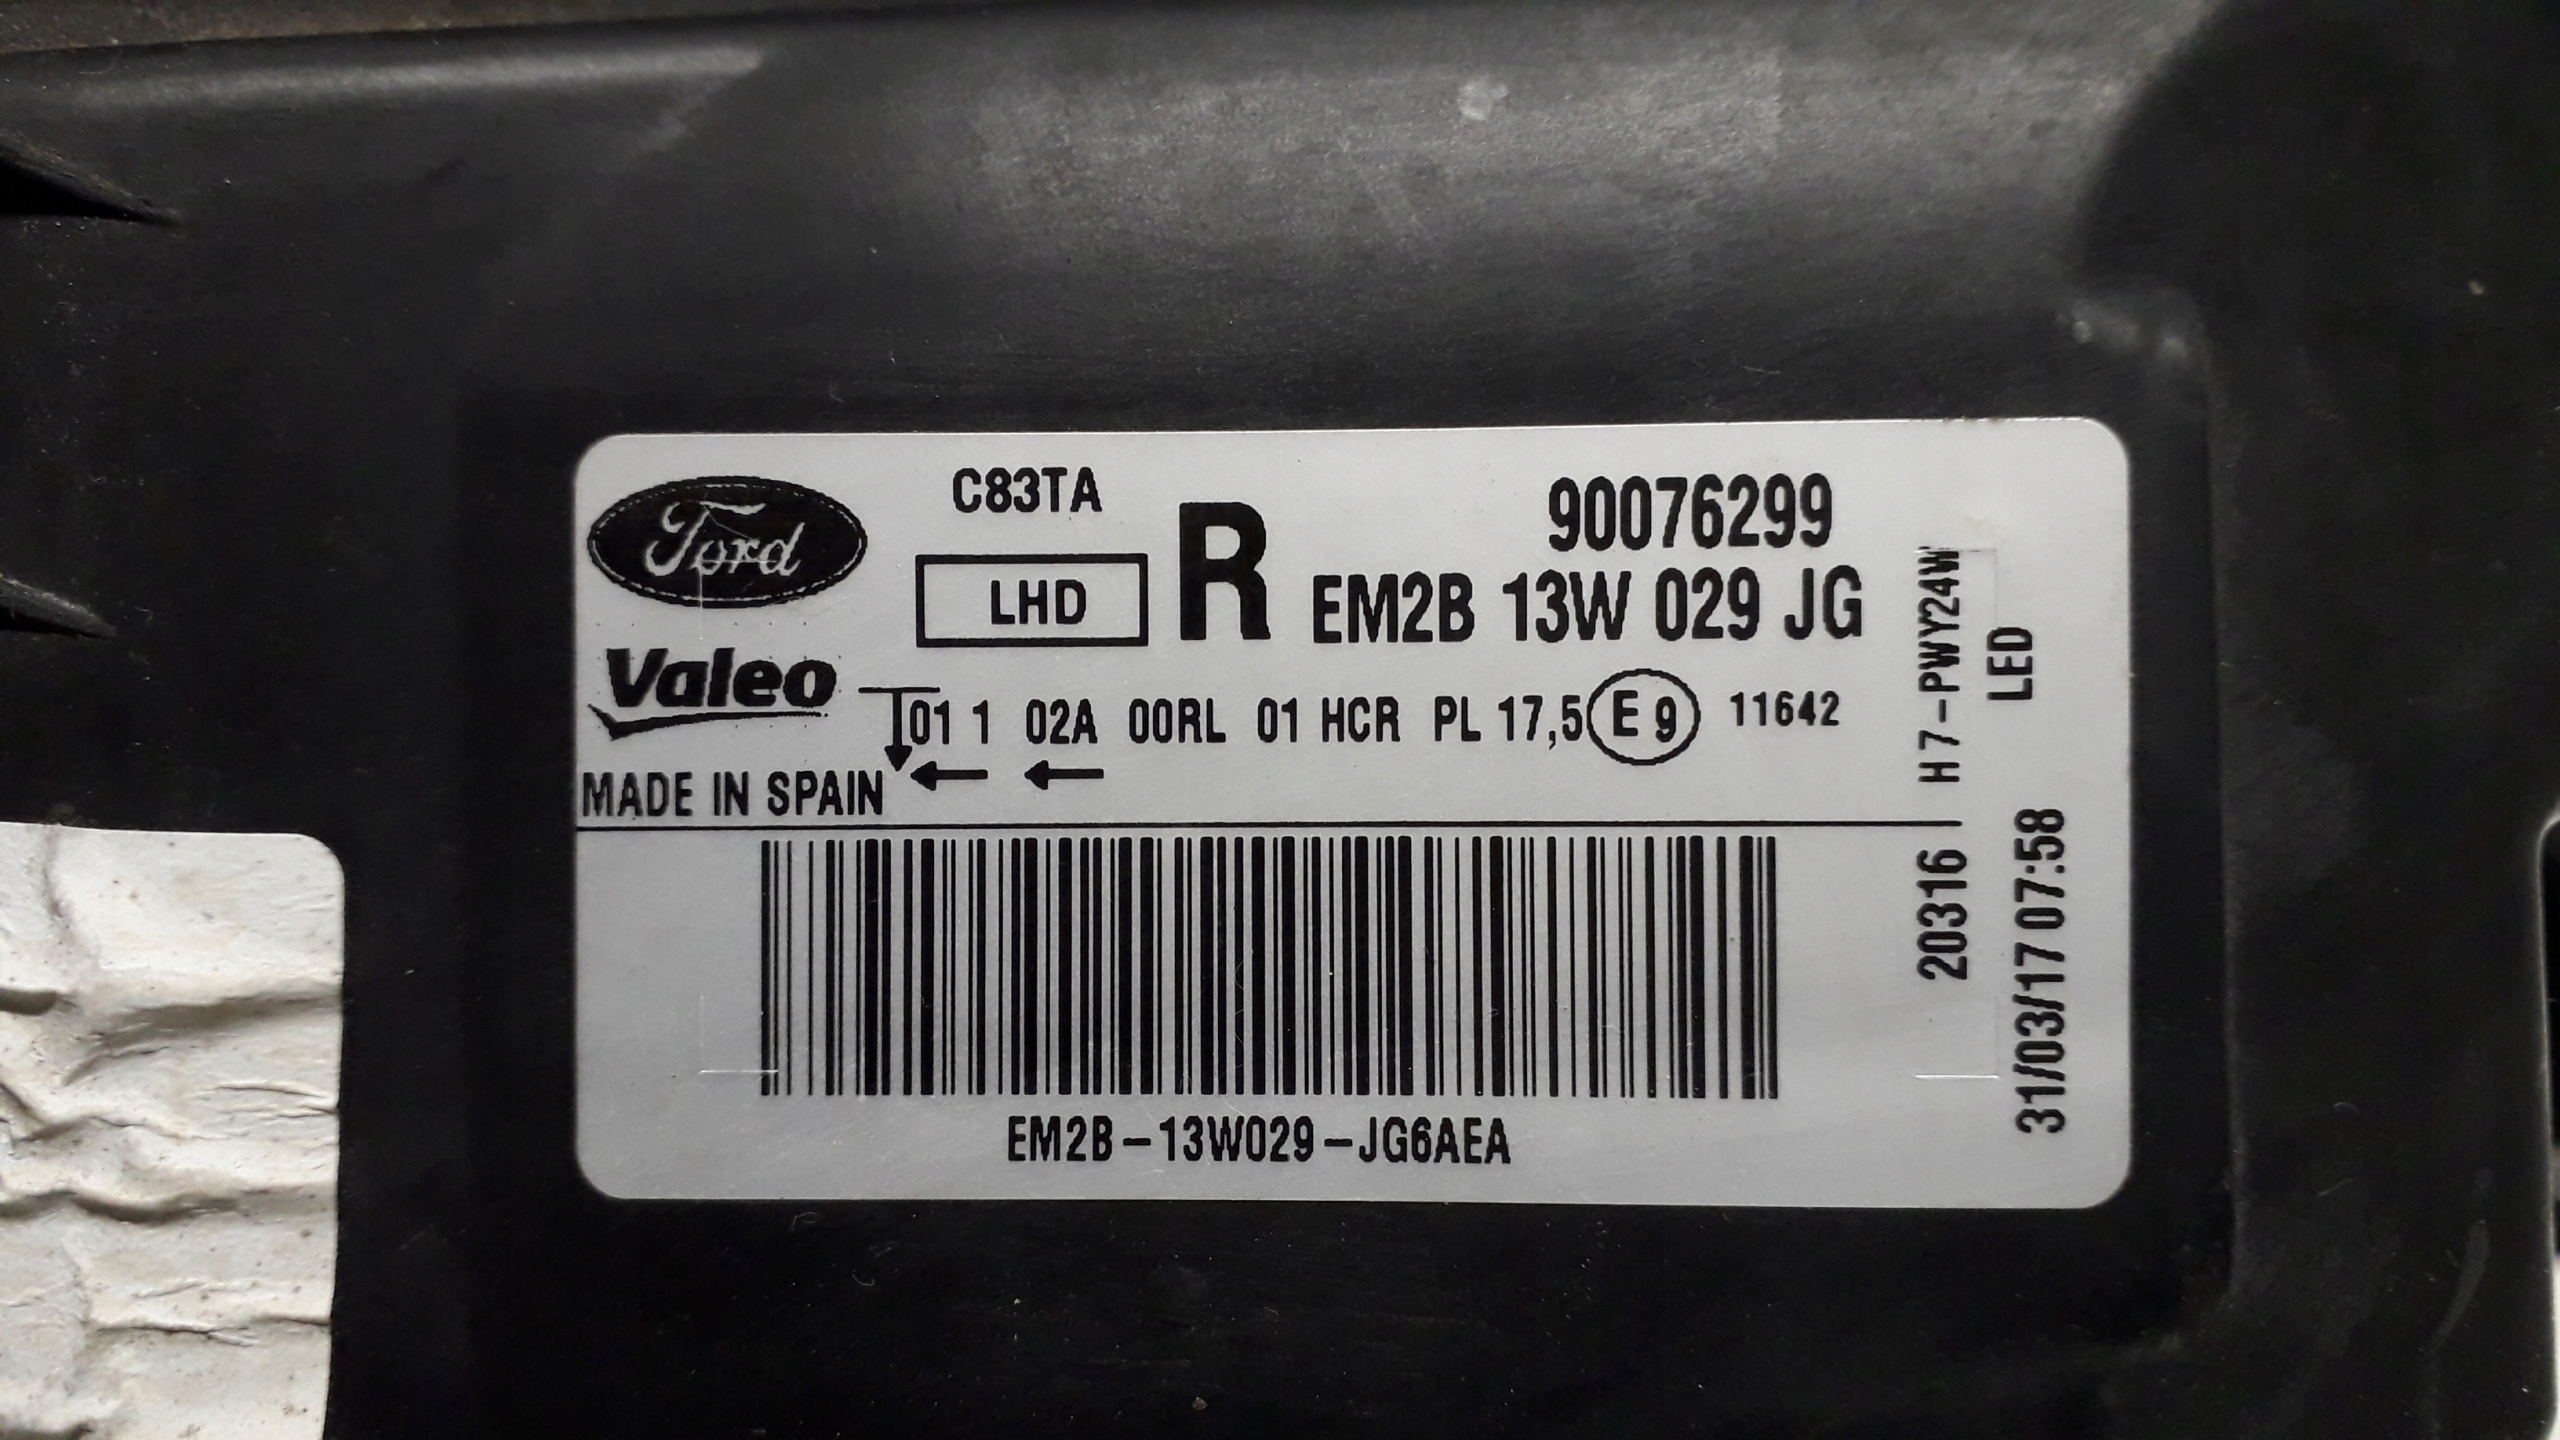 Ford
C83TA
LHD
R
90076299
EM2B 13W 029 JG
Valeo
01 1 02A 00RL 01 HCR PL 17,5 E 9 11642
MADE IN SPAIN
EM2B-13W029-JG6AEA
20316 H7-PWY24W
LED
31/03/17 07:58